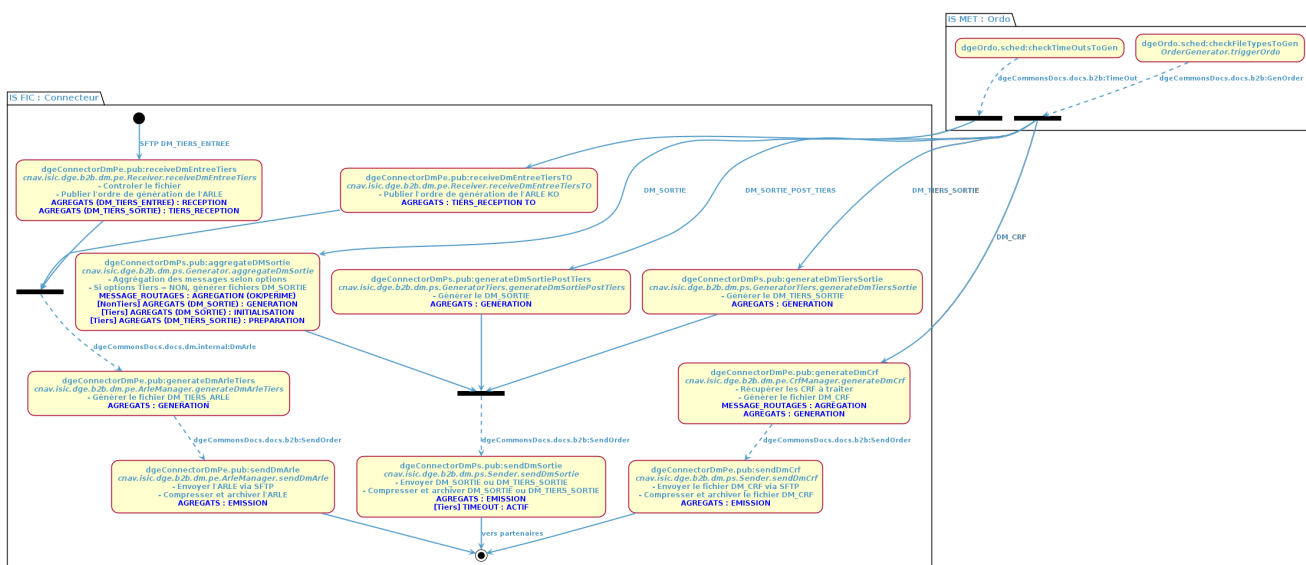 IS MET : Ordo
dgeOrdo.sched:checkTimeOutsToGen
dgeOrdo.sched:checkFileTypesToGen
OrderGenerator.triggerOrdo
dgeCommonsDocs.docs.b2b:TimeOut
dgeCommonsDocs.docs.b2b:GenOrder
IS FIC : Connecteur
SFTP DM_TIERS_ENTREE
dgeConnectorDmPe.pub:receiveDmEntreeTiers
cnav.isic.dge.b2b.dm.pe.Receiver.receiveDmEntreeTiers
- Controler le fichier
- Publier l'ordre de génération de l'ARLE
AGREGATS (DM_TIERS_ENTREE) : RECEPTION
AGREGATS (DM_TIERS_SORTIE) : TIERS_RECEPTION
dgeConnectorDmPe.pub:receiveDmEntreeTiersTO
cnav.isic.dge.b2b.dm.pe.Receiver.receiveDmEntreeTiersTO
- Publier l'ordre de génération de l'ARLE KO
AGREGATS : TIERS_RECEPTION TO
DM_SORTIE
DM_SORTIE_POST_TIERS
DM_TIERS_SORTIE
DM_CRF
dgeConnectorDmPs.pub:aggregateDMSortie
cnav.isic.dge.b2b.dm.ps.Generator.aggregateDmSortie
- Aggrégation des messages selon options
- Si options Tiers = NON, générer fichiers DM_SORTIE
MESSAGE_ROUTAGES : AGREGATION (OK/PERIME)
[NonTiers] AGREGATS (DM_SORTIE) : GENERATION
[Tiers] AGREGATS (DM_SORTIE) : INITIALISATION
[Tiers] AGREGATS (DM_TIERS_SORTIE) : PREPARATION
dgeConnectorDmPs.pub:generateDmSortiePostTiers
cnav.isic.dge.b2b.dm.ps.GeneratorTiers.generateDmSortiePostTiers
- Générer le DM_SORTIE
AGREGATS : GENERATION
dgeConnectorDmPs.pub:generateDmTiersSortie
cnav.isic.dge.b2b.dm.ps.GeneratorTiers.generateDmTiersSortie
- Générer le DM_TIERS_SORTIE
AGREGATS : GENERATION
dgeCommonsDocs.docs.dm.internal:DmArle
dgeConnectorDmPe.pub:generateDmArleTiers
cnav.isic.dge.b2b.dm.pe.ArleManager.generateDmArleTiers
- Générer le fichier DM_TIERS_ARLE
AGREGATS : GENERATION
dgeConnectorDmPe.pub:generateDmCrf
cnav.isic.dge.b2b.dm.pe.CrfManager.generateDmCrf
- Récupérer les CRF à traiter
- Générer le fichier DM_CRF
MESSAGE_ROUTAGES : AGREGATION
AGREGATS : GENERATION
dgeCommonsDocs.docs.b2b:SendOrder
dgeCommonsDocs.docs.b2b:SendOrder
dgeCommonsDocs.docs.b2b:SendOrder
dgeConnectorDmPe.pub:sendDmArle
cnav.isic.dge.b2b.dm.pe.ArleManager.sendDmArle
- Envoyer l'ARLE via SFTP
- Compresser et archiver l'ARLE
AGREGATS : EMISSION
dgeConnectorDmPs.pub:sendDmSortie
cnav.isic.dge.b2b.dm.ps.Sender.sendDmSortie
- Envoyer DM_SORTIE ou DM_TIERS_SORTIE
- Compresser et archiver DM_SORTIE ou DM_TIERS_SORTIE
AGREGATS : EMISSION
[Tiers] TIMEOUT : ACTIF
dgeConnectorDmPe.pub:sendDmCrf
cnav.isic.dge.b2b.dm.ps.Sender.sendDmCrf
- Envoyer le fichier DM_CRF via SFTP
- Compresser et archiver le fichier DM_CRF
AGREGATS : EMISSION
vers partenaires